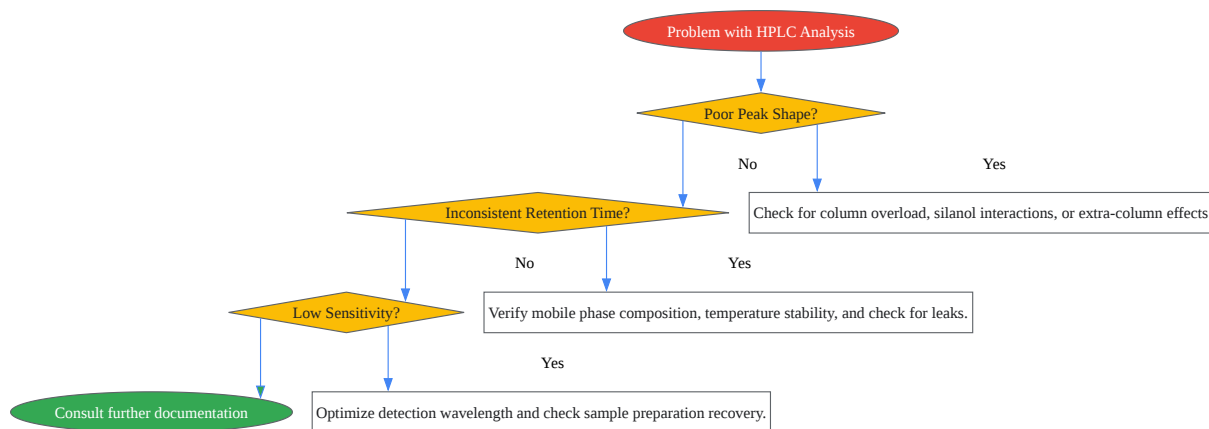 Problem with HPLC Analysis
Poor Peak Shape?
No
Yes
Inconsistent Retention Time?
Check for column overload, silanol interactions, or extra-column effects
No
Yes
Low Sensitivity?
Verify mobile phase composition, temperature stability, and check for leaks.
Yes
Consult further documentation
Optimize detection wavelength and check sample preparation recovery.